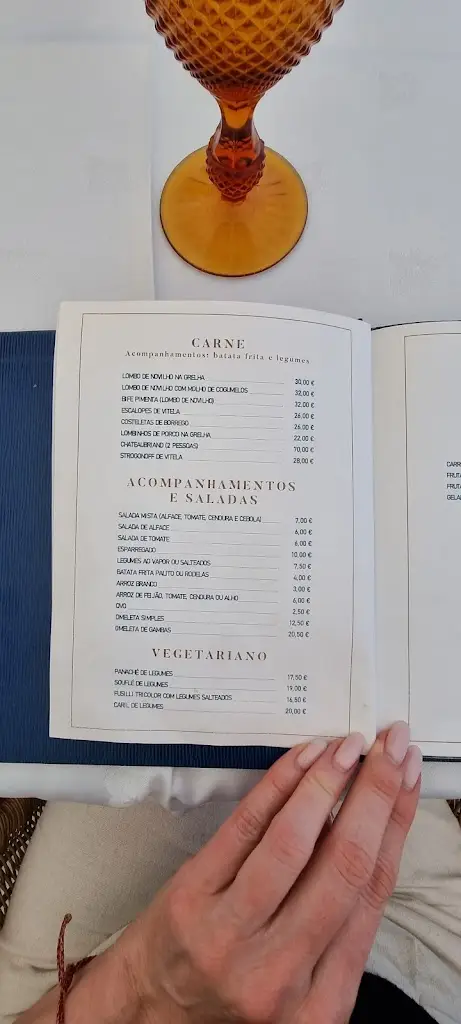 CARNE
Acompanhamentos: batata frita e legumes
LOMBO DE NOVILHO NA GRELHA 30,00 €
LOMBO DE NOVILHO COM MOLHO DE COGUMELOS 32,00 €
BIFE PIMENTA (LOMBO DE NOVILHO) 32,00 €
ESCALOPES DE VITELA 26,00 €
COSTELETAS DE BORREGO 26,00 €
LOMBINHOS DE PORCO NA GRELHA 22,00 €
CHATEAUBRIAND (2 PESSOAS) 70,00 €
STROGONOFF DE VITELA 28,00 €
ACOMPANHAMENTOS
E SALADAS
SALADA MISTA (ALFACE, TOMATE, CENOURA E CEBOLA) 7,00 €
SALADA DE ALFACE 6,00 €
SALADA DE TOMATE 6,00 €
ESPARREGADO 10,00 €
LEGUMES AO VAPOR OU SALTEADOS 7,50 €
BATATA FRITA PALITO OU RODELAS 4,00 €
ARROZ BRANCO 3,00 €
ARROZ DE FEIJÃO, TOMATE, CENOURA OU ALHO 6,00 €
OVO 2,50 €
OMELETA SIMPLES 12,50 €
OMELETA DE GAMBAS 20,50 €
VEGETARIANO
PANACHÉ DE LEGUMES 17,50 €
SOUFLÉ DE LEGUMES 19,00 €
FUSILLI TRICOLOR COM LEGUMES SALTEADOS 16,50 €
CARIL DE LEGUMES 20,00 €
CARR
FRUTA
FRUT
GELA